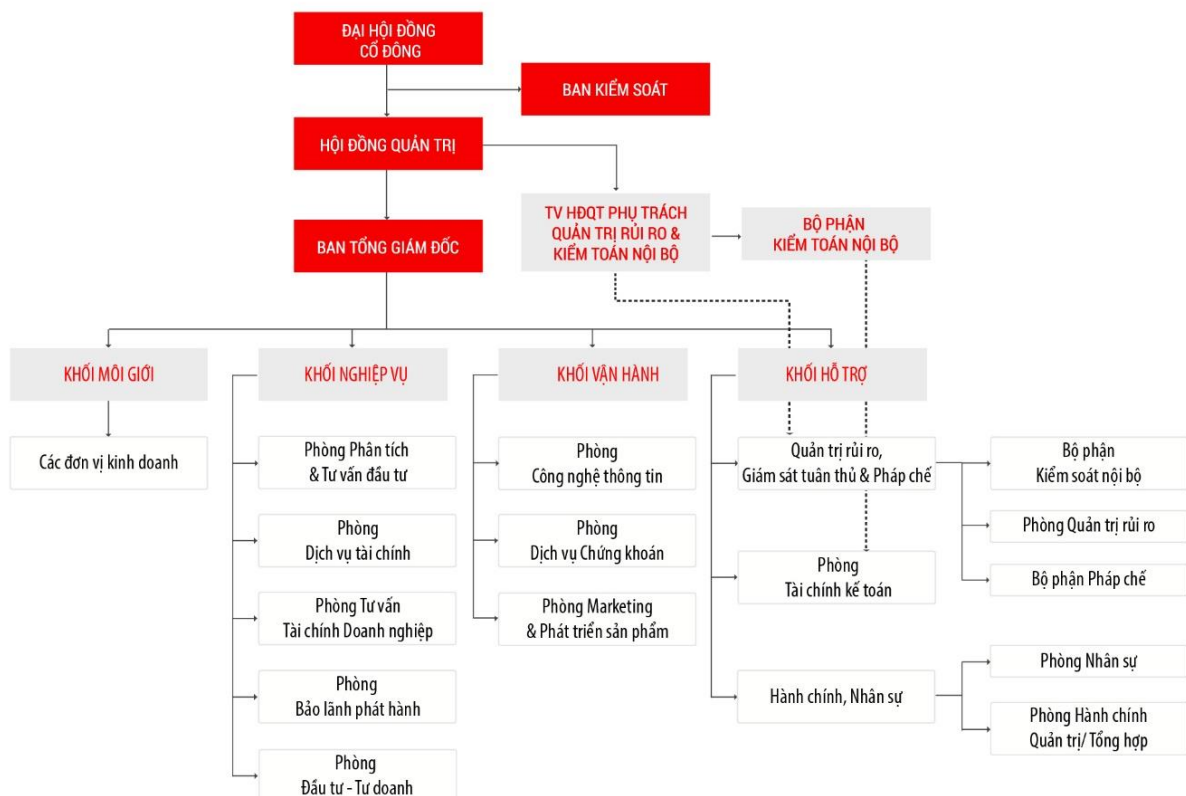 ĐẠI HỘI ĐỒNG
CỔ ĐÔNG
BAN KIỂM SOÁT
HỘI ĐỒNG QUẢN TRỊ
TV HĐQT PHỤ TRÁCH
QUẢN TRỊ RỦI RO &
KIỂM TOÁN NỘI BỘ
BỘ PHẬN
KIỂM TOÁN NỘI BỘ
BAN TỔNG GIÁM ĐỐC
KHỐI MÔI GIỚI
KHỐI NGHIỆP VỤ
KHỐI VẬN HÀNH
KHỐI HỖ TRỢ
Các đơn vị kinh doanh
Phòng Phân tích
& Tư vấn đầu tư
Phòng
Dịch vụ tài chính
Phòng Tư vấn
Tài chính Doanh nghiệp
Phòng
Bảo lãnh phát hành
Phòng
Đầu tư - Tư doanh
Phòng
Công nghệ thông tin
Phòng
Dịch vụ Chứng khoán
Phòng Marketing
& Phát triển sản phẩm
Quản trị rủi ro,
Giám sát tuân thủ & Pháp chế
Phòng
Tài chính kế toán
Hành chính, Nhân sự
Bộ phận
Kiểm soát nội bộ
Phòng Quản trị rủi ro
Bộ phận Pháp chế
Phòng Nhân sự
Phòng Hành chính
Quản trị/ Tổng hợp